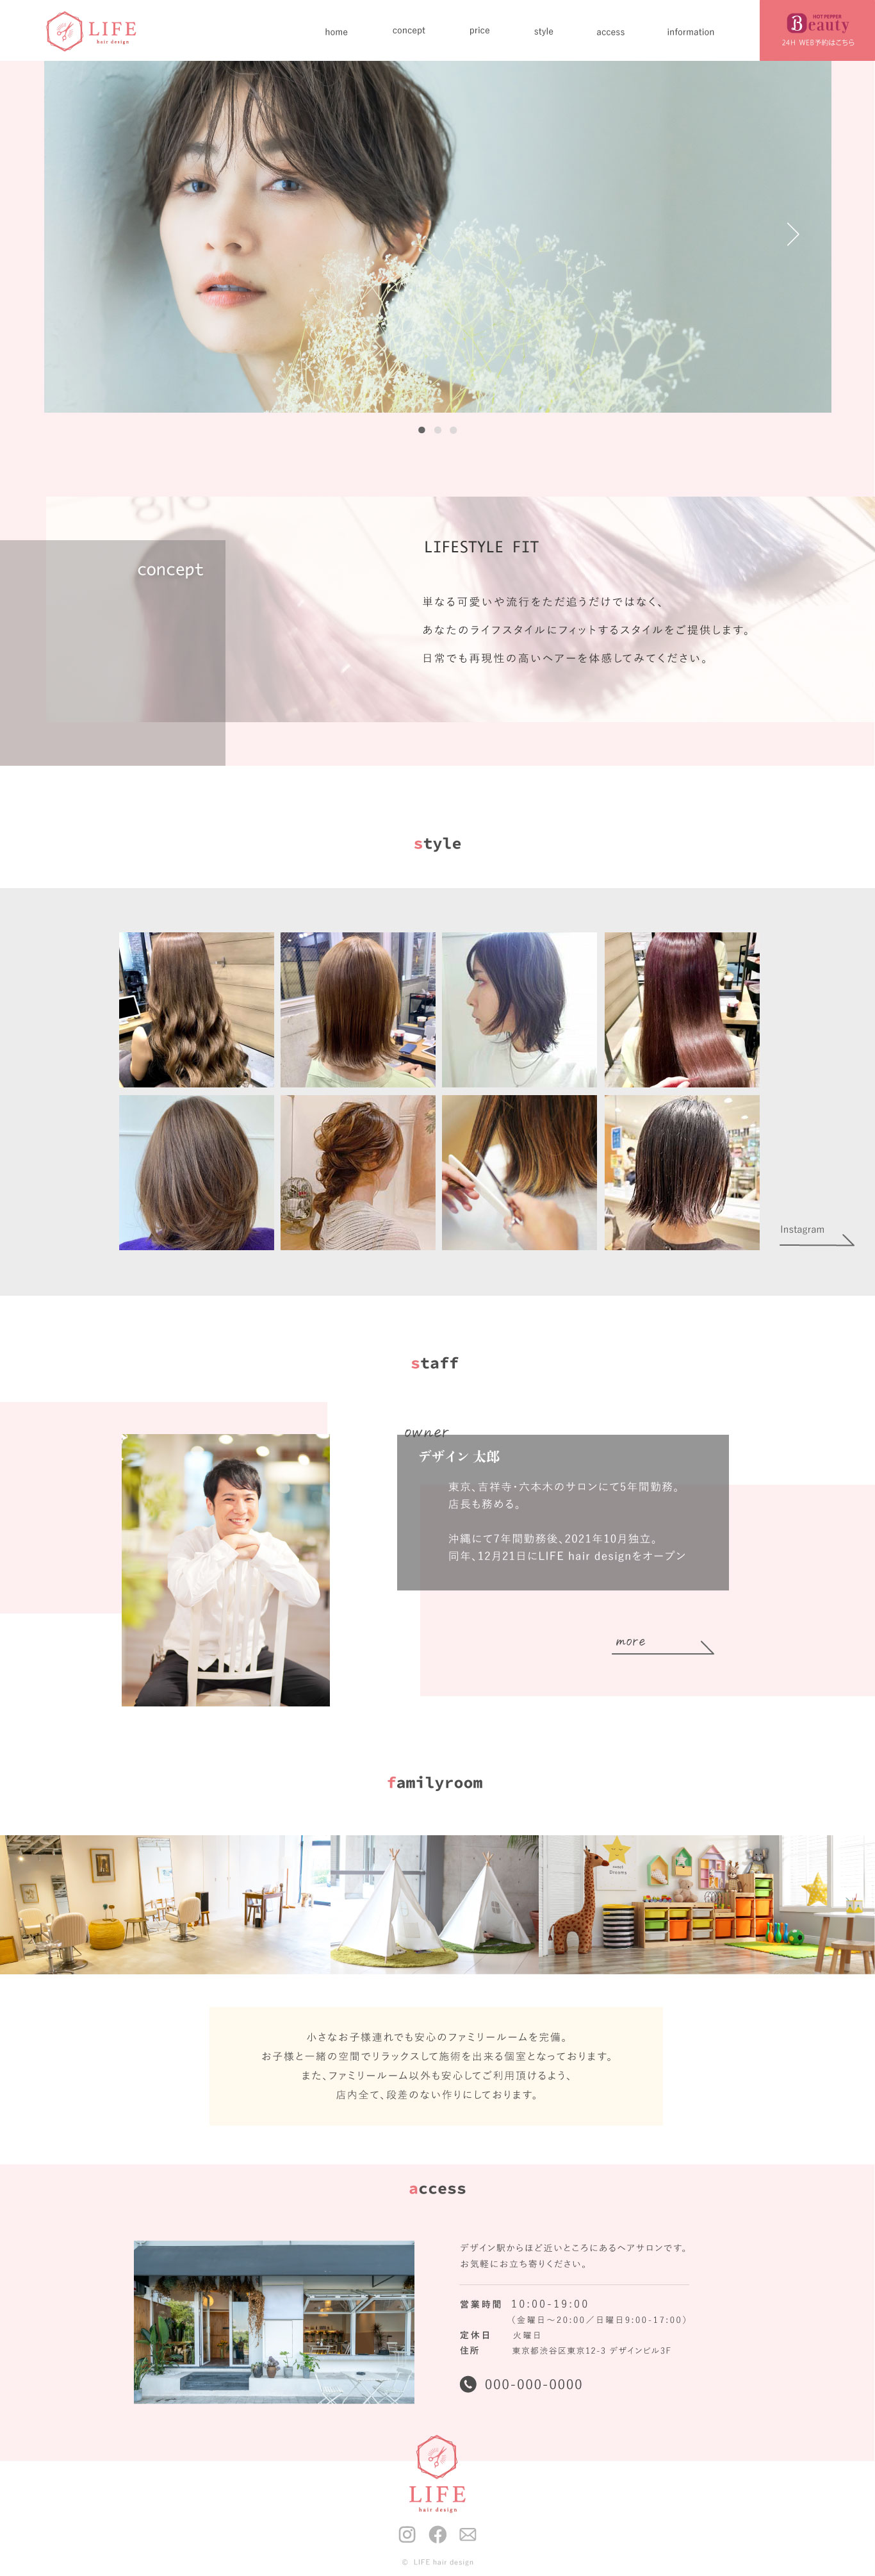 LIFE
hair design
home
concept
price
style
access
information
HOT PEPPER
Beauty
24H WEB予約はこちら
concept
LIFESTYLE FIT
単なる可愛いや流行をただ追うだけではなく、
あなたのライフスタイルにフィットするスタイルをご提供します。
日常でも再現性の高いヘアーを体感してみてください。
style
Instagram
staff
owner
デザイン 太郎
東京、吉祥寺・六本木のサロンにて5年間勤務。
店長も務める。
沖縄にて7年間勤務後、2021年10月独立。
同年、12月21日にLIFE hair designをオープン
more
familyroom
小さなお子様連れでも安心のファミリールームを完備。
お子様と一緒の空間でリラックスして施術を出来る個室となっております。
また、ファミリールーム以外も安心してご利用頂けるよう、
店内全て、段差のない作りにしております。
access
デザイン駅からほど近いところにあるヘアサロンです。
お気軽にお立ち寄りください。
営業時間 10:00-19:00
（金曜日〜20:00／日曜日9:00-17:00）
定休日 火曜日
住所 東京都渋谷区東京12-3 デザインビル3F
000-000-0000
LIFE
hair design
© LIFE hair design